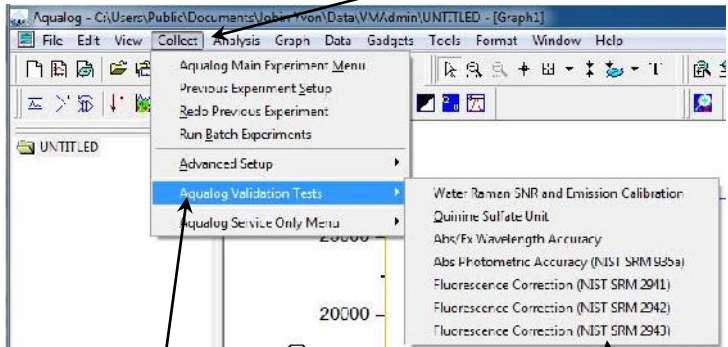 Aqualog - C:\Users\Public\Documents\Jobin Yvon\Data\VMAdmin\UNTITLED - [Graph1]
File Edit View Collect Analysis Graph Data Gadgets Tools Format Window Help
Aqualog Main Experiment Menu
Previous Experiment Setup
Redo Previous Experiment
Run Batch Experiments
UNTITLED
Advanced Setup
Aqualog Validation Tests
Aqualog Service Only Menu
Water Raman SNR and Emission Calibration
Quinine Sulfate Unit
Abs/Ex Wavelength Accuracy
Abs Photometric Accuracy (NIST SRM 935a)
Fluorescence Correction (NIST SRM 2941)
Fluorescence Correction (NIST SRM 2942)
Fluorescence Correction (NIST SRM 2943)
25000
20000